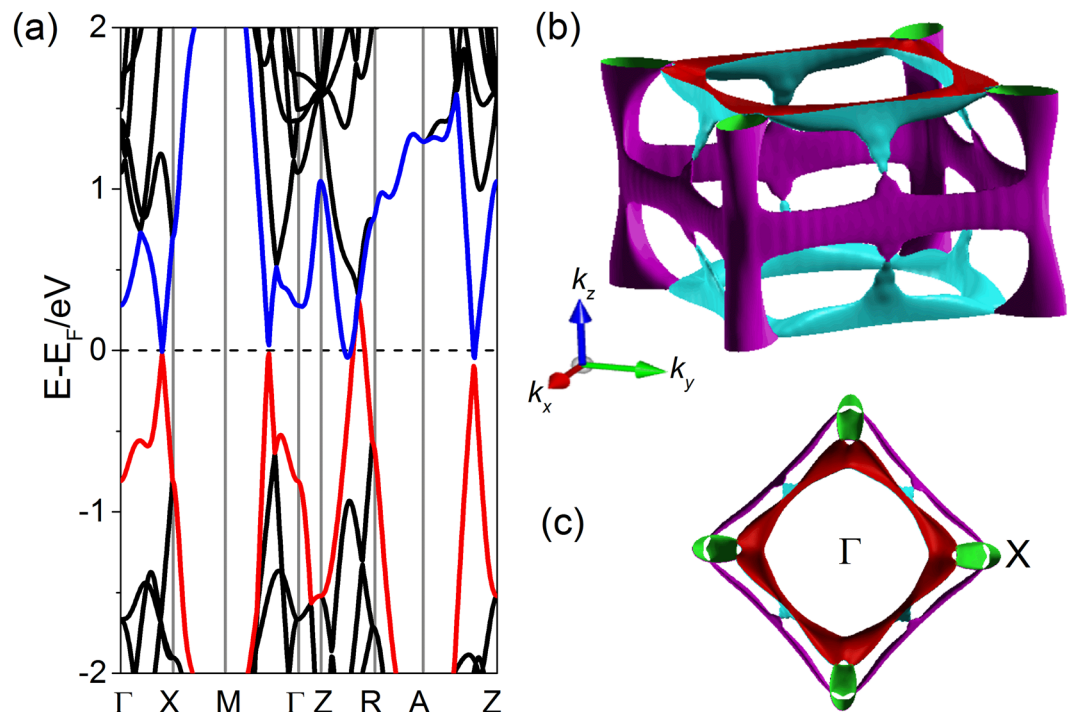 (a)
2
1
0
-1
-2
E-E_F/eV
Γ X M Γ Z R A Z
(b)
k_z
k_y
k_x
(c)
Γ
X